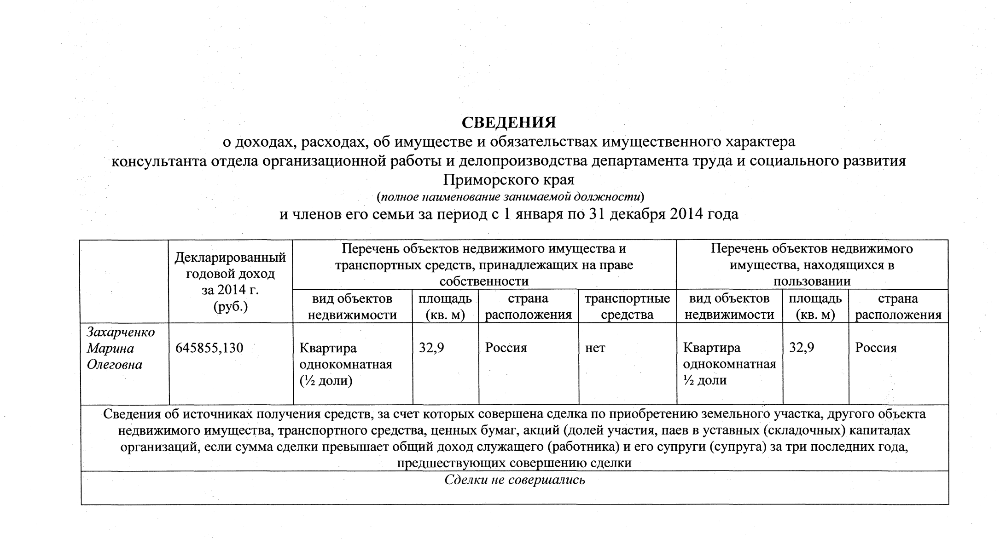 СВЕДЕНИЯ
о доходах, расходах, об имуществе и обязательствах имущественного характера
консультанта отдела организационной работы и делопроизводства департамента труда и социального развития
Приморского края
(полное наименование занимаемой должности)
и членов его семьи за период с 1 января по 31 декабря 2014 года
Декларированный
годовой доход
за 2014 г.
(руб.)
Перечень объектов недвижимого имущества и
транспортных средств, принадлежащих на праве
собственности
Перечень объектов недвижимого
имущества, находящихся в
пользовании
вид объектов
недвижимости
площадь
(кв. м)
страна
расположения
транспортные
средства
вид объектов
недвижимости
площадь
(кв. м)
страна
расположения
Захарченко
Марина
Олеговна
645855,130
Квартира
однокомнатная
(½ доли)
32,9
Россия
нет
Квартира
однокомнатная
½ доли
32,9
Россия
Сведения об источниках получения средств, за счет которых совершена сделка по приобретению земельного участка, другого объекта
недвижимого имущества, транспортного средства, ценных бумаг, акций (долей участия, паев в уставных (складочных) капиталах
организаций, если сумма сделки превышает общий доход служащего (работника) и его супруги (супруга) за три последних года,
предшествующих совершению сделки
Сделки не совершались